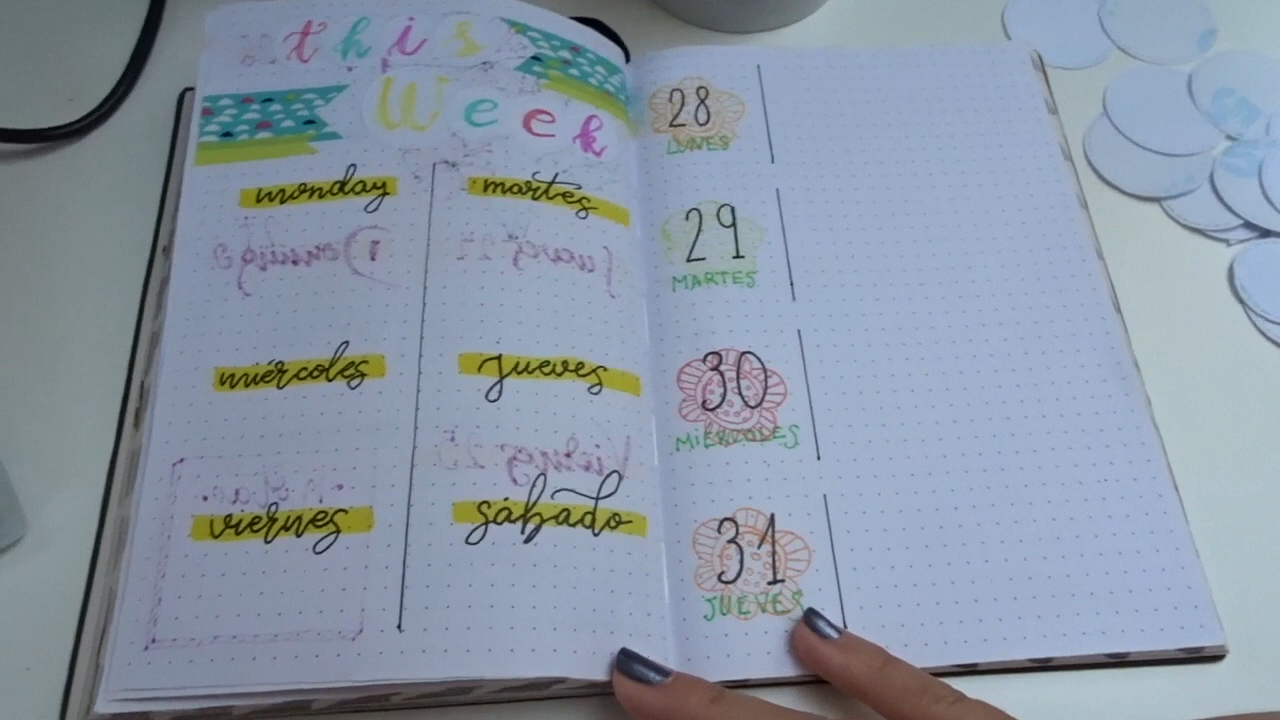 this
Week
monday
martes
miércoles
jueves
viernes
sábado
28
LUNES
29
MARTES
30
MIÉRCOLES
31
JUEVES